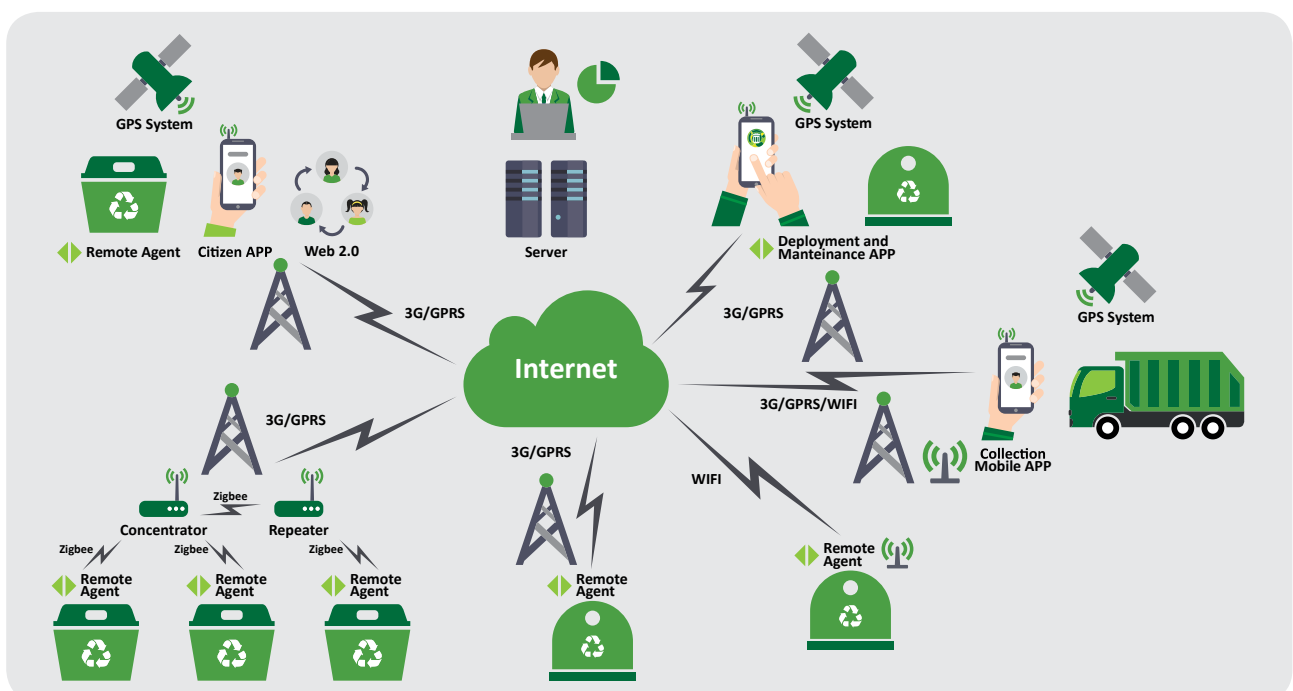 GPS System
Remote Agent
Citizen APP
Web 2.0
Server
GPS System
Deployment and
Manteinance APP
GPS System
3G/GPRS
3G/GPRS
Internet
3G/GPRS/WIFI
Collection
Mobile APP
3G/GPRS
3G/GPRS
WIFI
Zigbee
Concentrator
Repeater
Zigbee
Zigbee
Zigbee
Remote
Agent
Remote
Agent
Remote
Agent
Remote
Agent
Remote
Agent